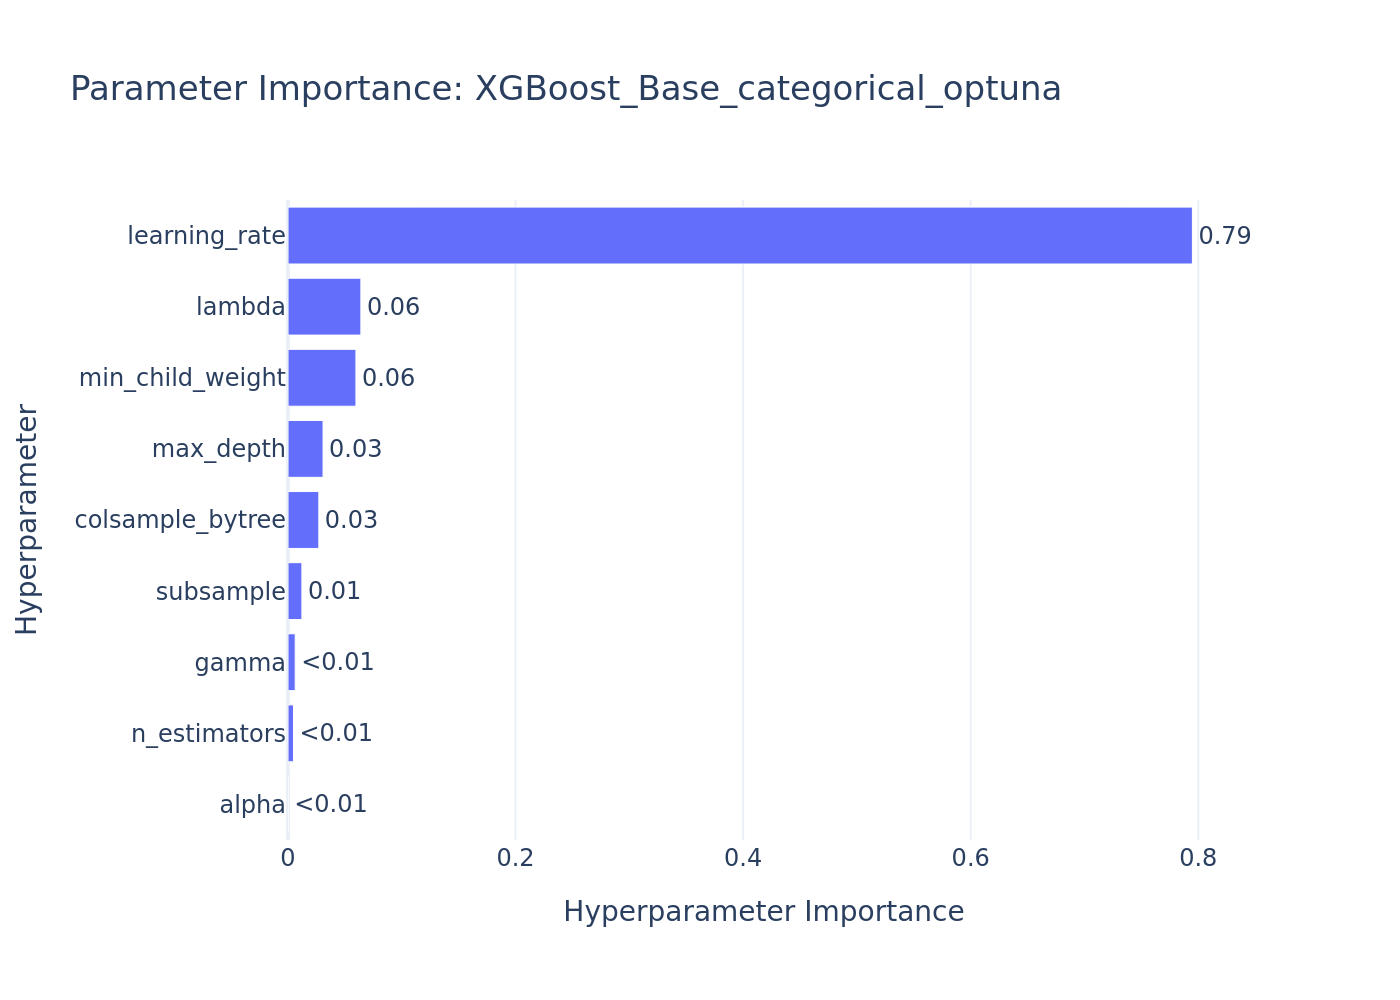 Parameter Importance: XGBoost_Base_categorical_optuna
learning_rate 0.79
lambda 0.06
min_child_weight 0.06
max_depth 0.03
colsample_bytree 0.03
subsample 0.01
gamma <0.01
n_estimators <0.01
alpha <0.01
Hyperparameter
0 0.2 0.4 0.6 0.8
Hyperparameter Importance